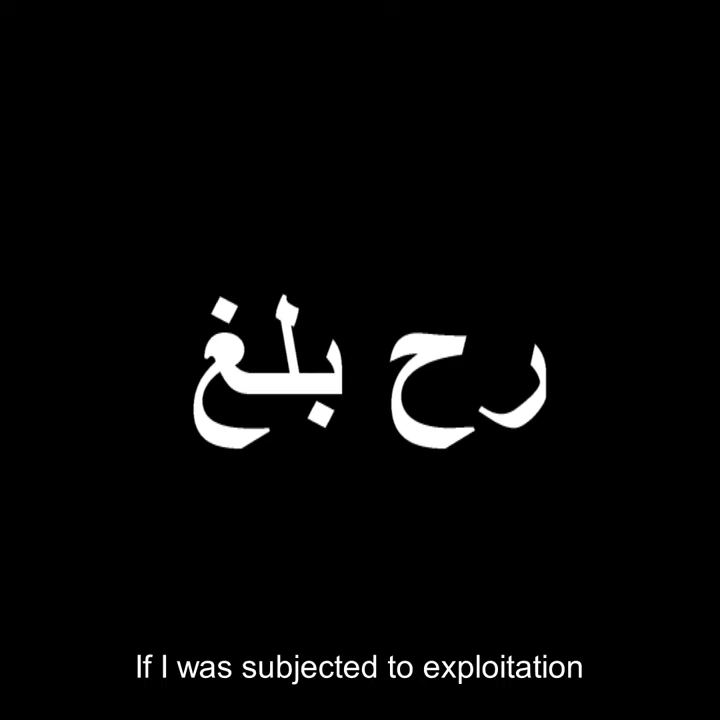 رح بلغ
If I was subjected to exploitation